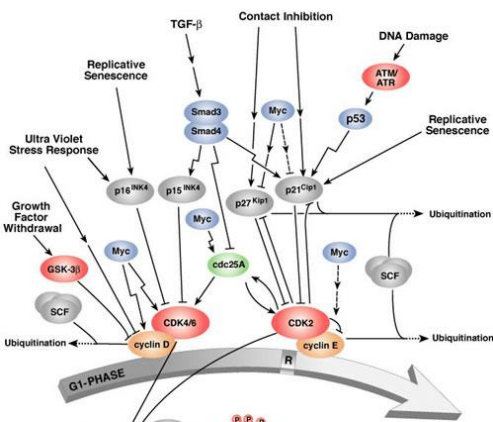 Contact Inhibition
TGF-β
DNA Damage
Replicative
Senescence
ATM/
ATR
Smad3
Smad4
Myc
p53
Replicative
Senescence
Ultra Violet
Stress Response
p16INK4
p15INK4
p27Kip1
p21Cip1
Growth
Factor
Withdrawal
Myc
Ubiquitination
Myc
Myc
GSK-3β
cdc25A
SCF
SCF
CDK4/6
CDK2
Ubiquitination
cyclin D
cyclin E
Ubiquitination
R
G1-PHASE
P P P